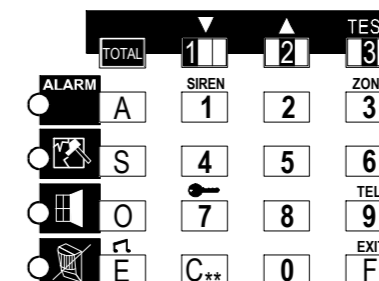 TES
TOTAL 1 2 3
ALARM SIREN ZON
A 1 2 3
S 4 5 6
TEL
O 7 8 9
EXI
E C** 0 F